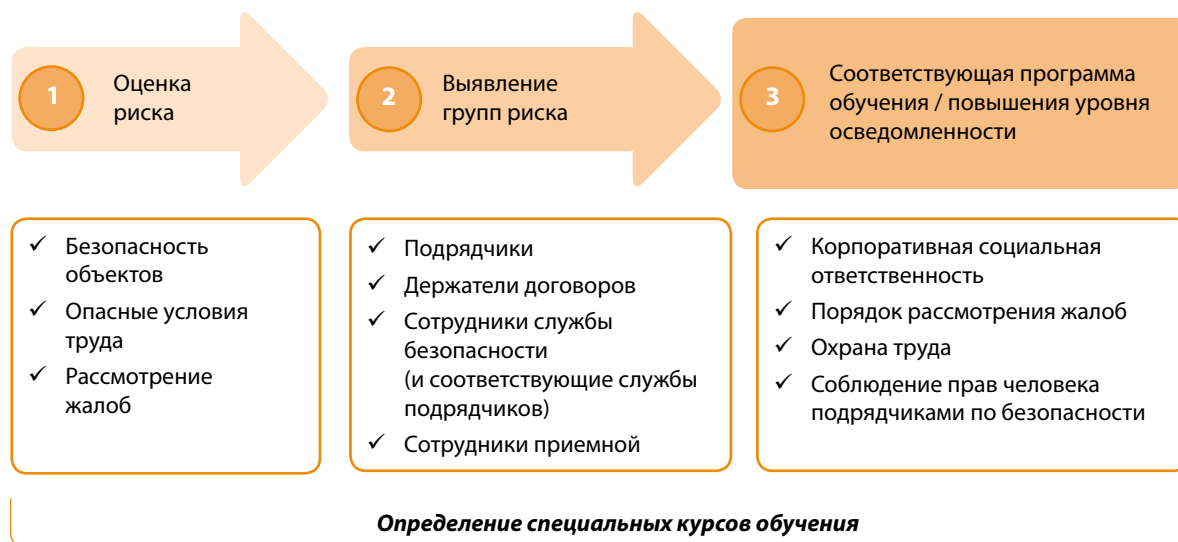 1
Оценка
риска
2
Выявление
групп риска
3
Соответствующая программа
обучения / повышения уровня
осведомленности
✓ Безопасность
объектов
✓ Опасные условия
труда
✓ Рассмотрение
жалоб
✓ Подрядчики
✓ Держатели договоров
✓ Сотрудники службы
безопасности
(и соответствующие службы
подрядчиков)
✓ Сотрудники приемной
✓ Корпоративная социальная
ответственность
✓ Порядок рассмотрения жалоб
✓ Охрана труда
✓ Соблюдение прав человека
подрядчиками по безопасности
Определение специальных курсов обучения